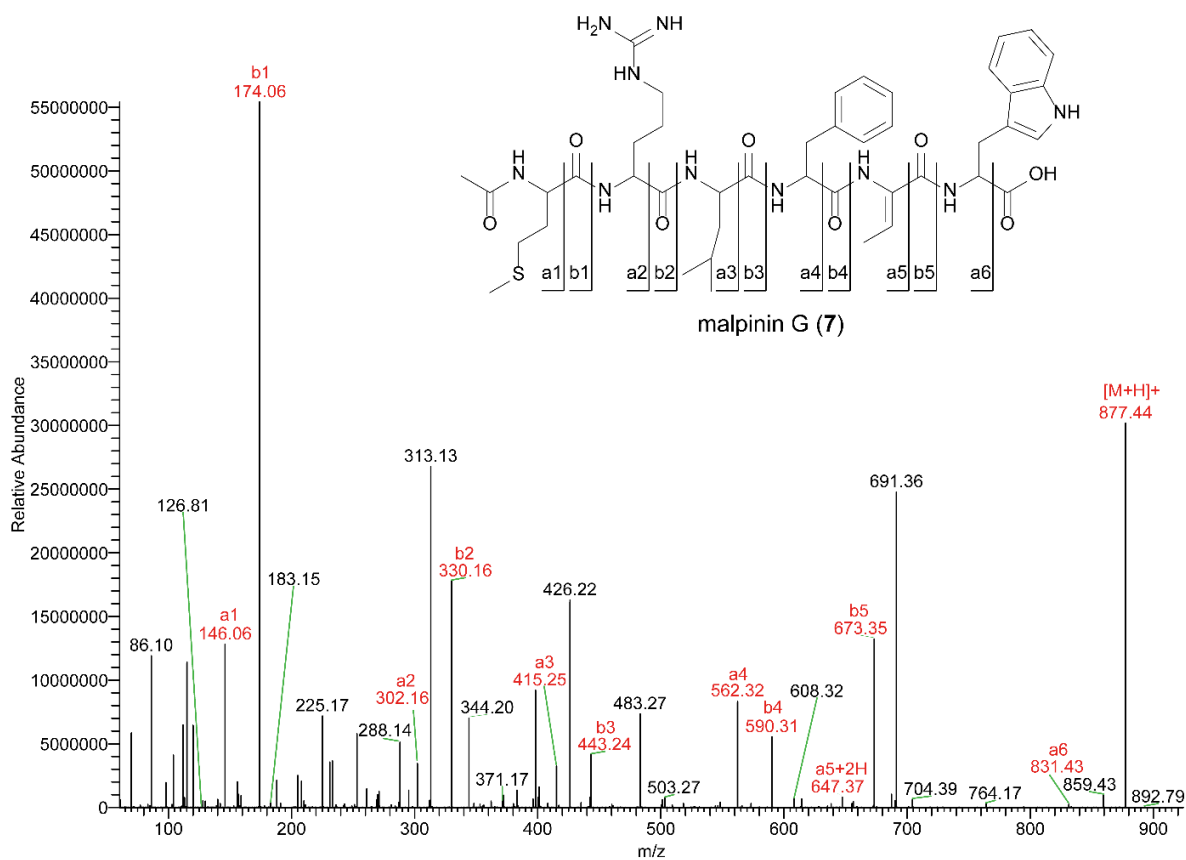 b1
174.06
55000000
50000000
45000000
40000000
35000000
30000000
25000000
20000000
15000000
10000000
5000000
0
Relative Abundance
H2N
NH
HN
O
H
N
O
H
N
O
H
N
NH
O
S
N
H
O
N
H
O
N
H
O
OH
a1 b1 a2 b2 a3 b3 a4 b4 a5 b5 a6
malpinin G (7)
[M+H]+
877.44
313.13
691.36
126.81
183.15
b2
330.16
426.22
a1
146.06
86.10
b5
673.35
a3
415.25
a2
302.16
a4
562.32
b4
590.31
608.32
225.17
344.20
483.27
288.14
b3
443.24
371.17
503.27
a5+2H
647.37
704.39
764.17
a6
831.43
859.43
892.79
100 200 300 400 500 600 700 800 900
m/z